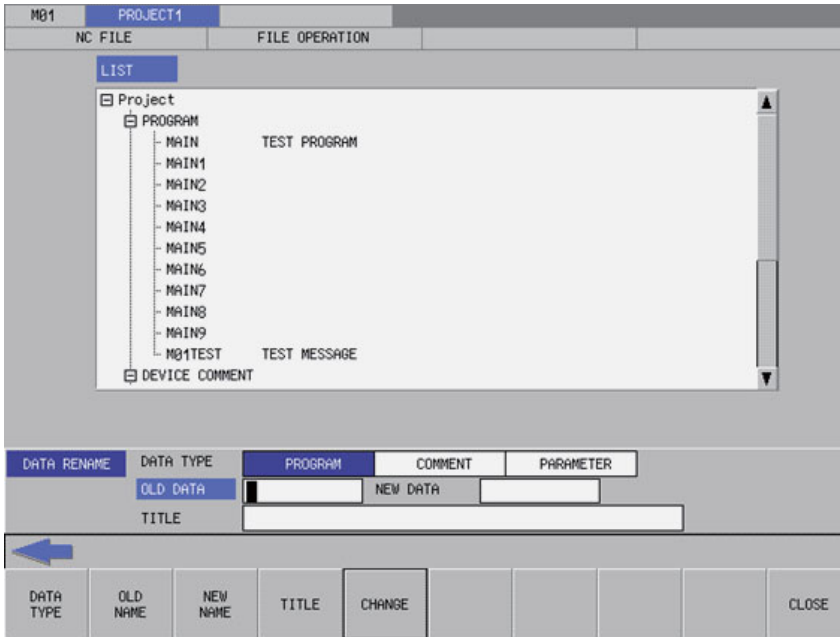 M01 PROJECT1
NC FILE FILE OPERATION
LIST
Project
PROGRAM
MAIN TEST PROGRAM
MAIN1
MAIN2
MAIN3
MAIN4
MAIN5
MAIN6
MAIN7
MAIN8
MAIN9
M01TEST TEST MESSAGE
DEVICE COMMENT
DATA RENAME DATA TYPE PROGRAM COMMENT PARAMETER
OLD DATA NEW DATA
TITLE
DATA TYPE OLD NAME NEW NAME TITLE CHANGE CLOSE